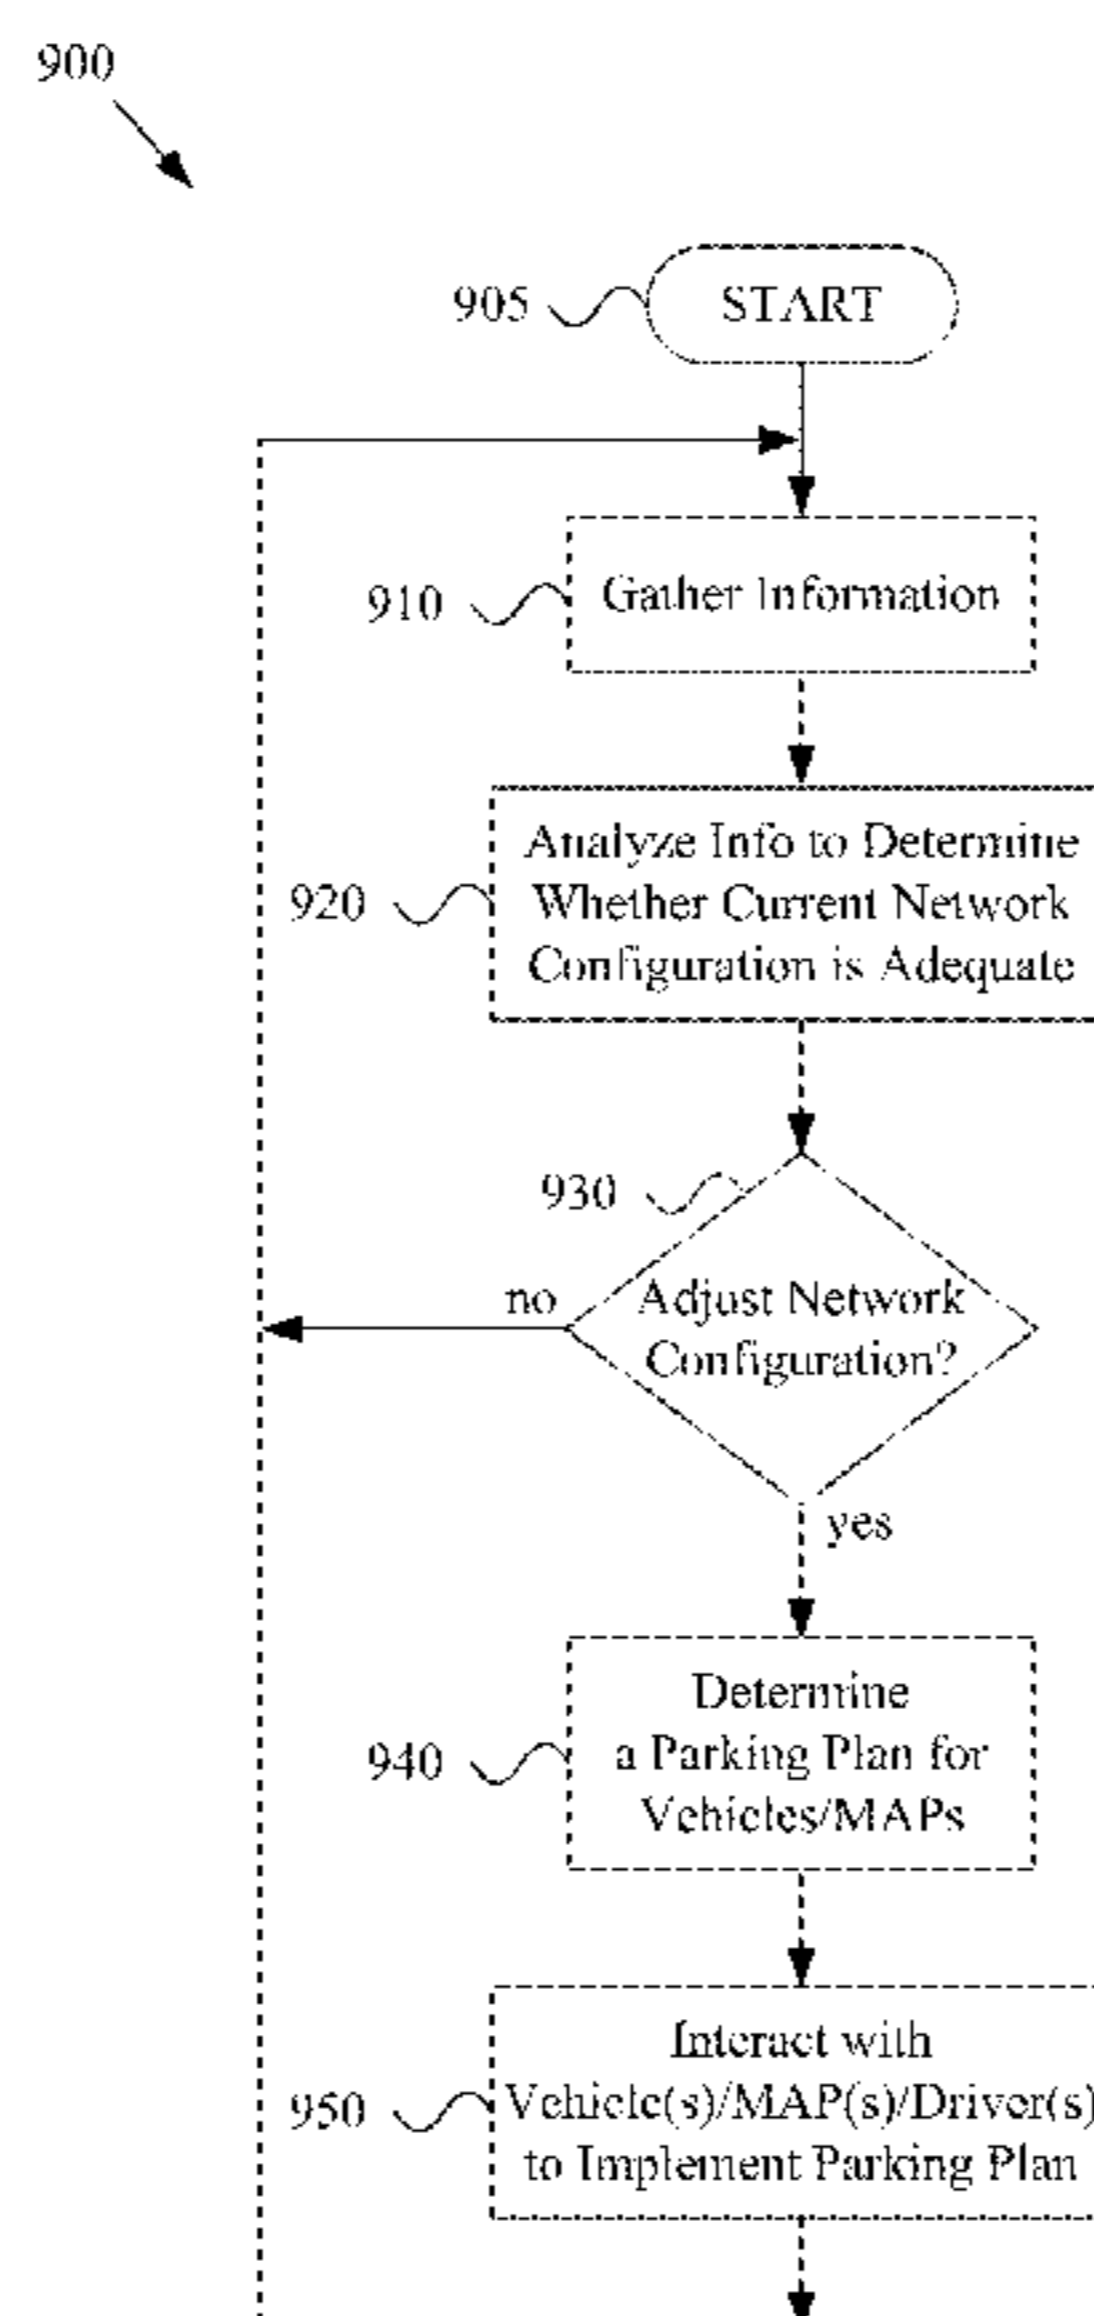 900
905
START
910
Gather Information
920
Analyze Info to Determine
Whether Current Network
Configuration is Adequate
930
no
Adjust Network
Configuration?
yes
940
Determine
a Parking Plan for
Vehicles/MAPs
950
Interact with
Vehicle(s)/MAP(s)/Driver(s)
to Implement Parking Plan